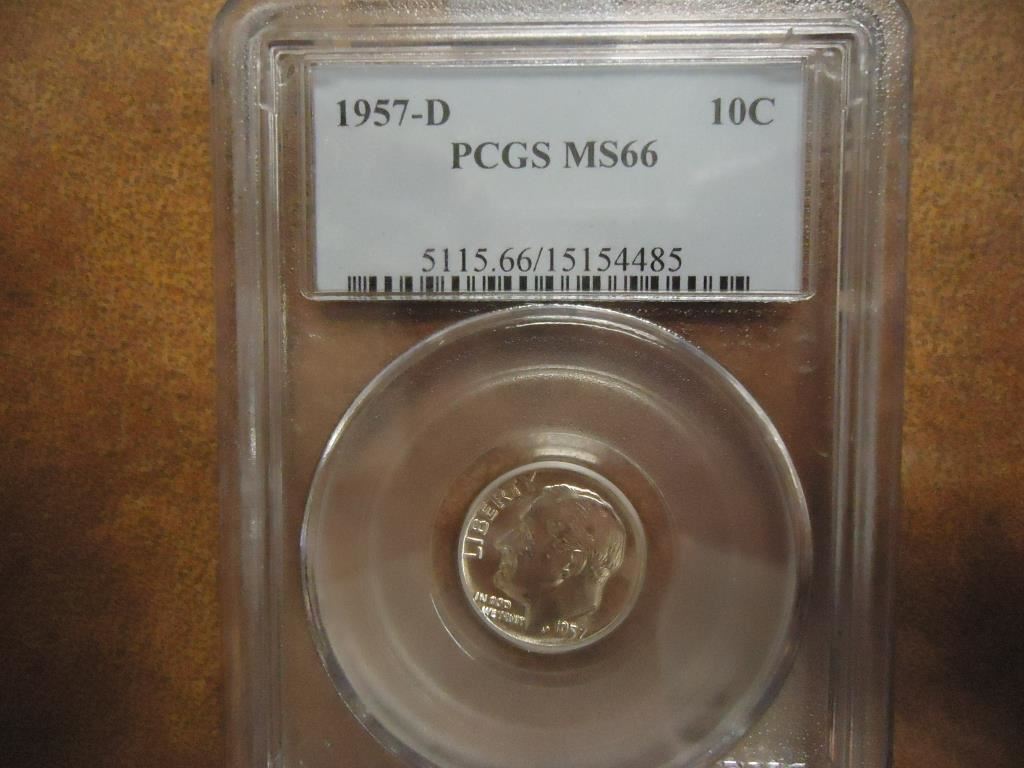 1957-D 10C
PCGS MS66
5115.66/15154485
LIBERTY
IN GOD
WE TRUST
1957